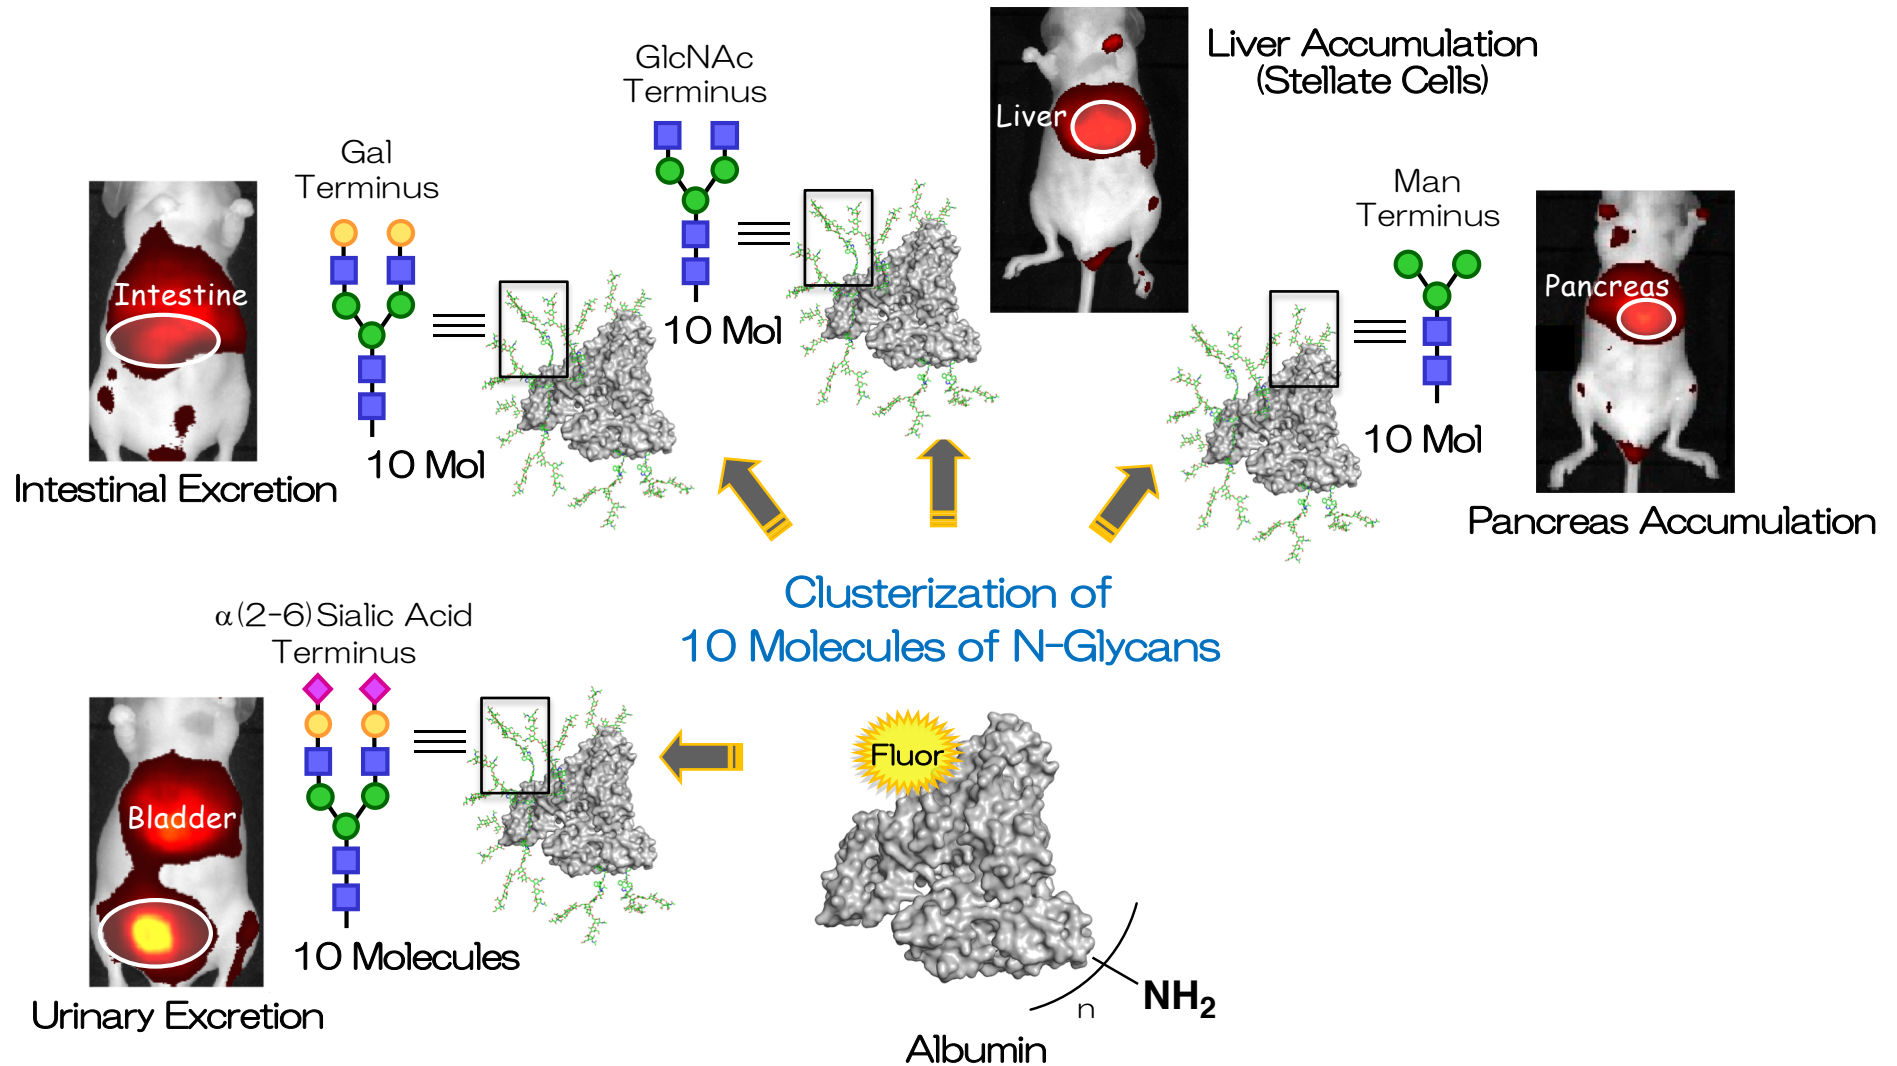 GlcNAc
Terminus
Liver Accumulation
(Stellate Cells)
Liver
Gal
Terminus
Man
Terminus
Intestine
Pancreas
10 Mol
10 Mol
10 Mol
Intestinal Excretion
Pancreas Accumulation
Clusterization of
10 Molecules of N-Glycans
α(2-6)Sialic Acid
Terminus
Fluor
Bladder
10 Molecules
Urinary Excretion
NH₂
n
Albumin